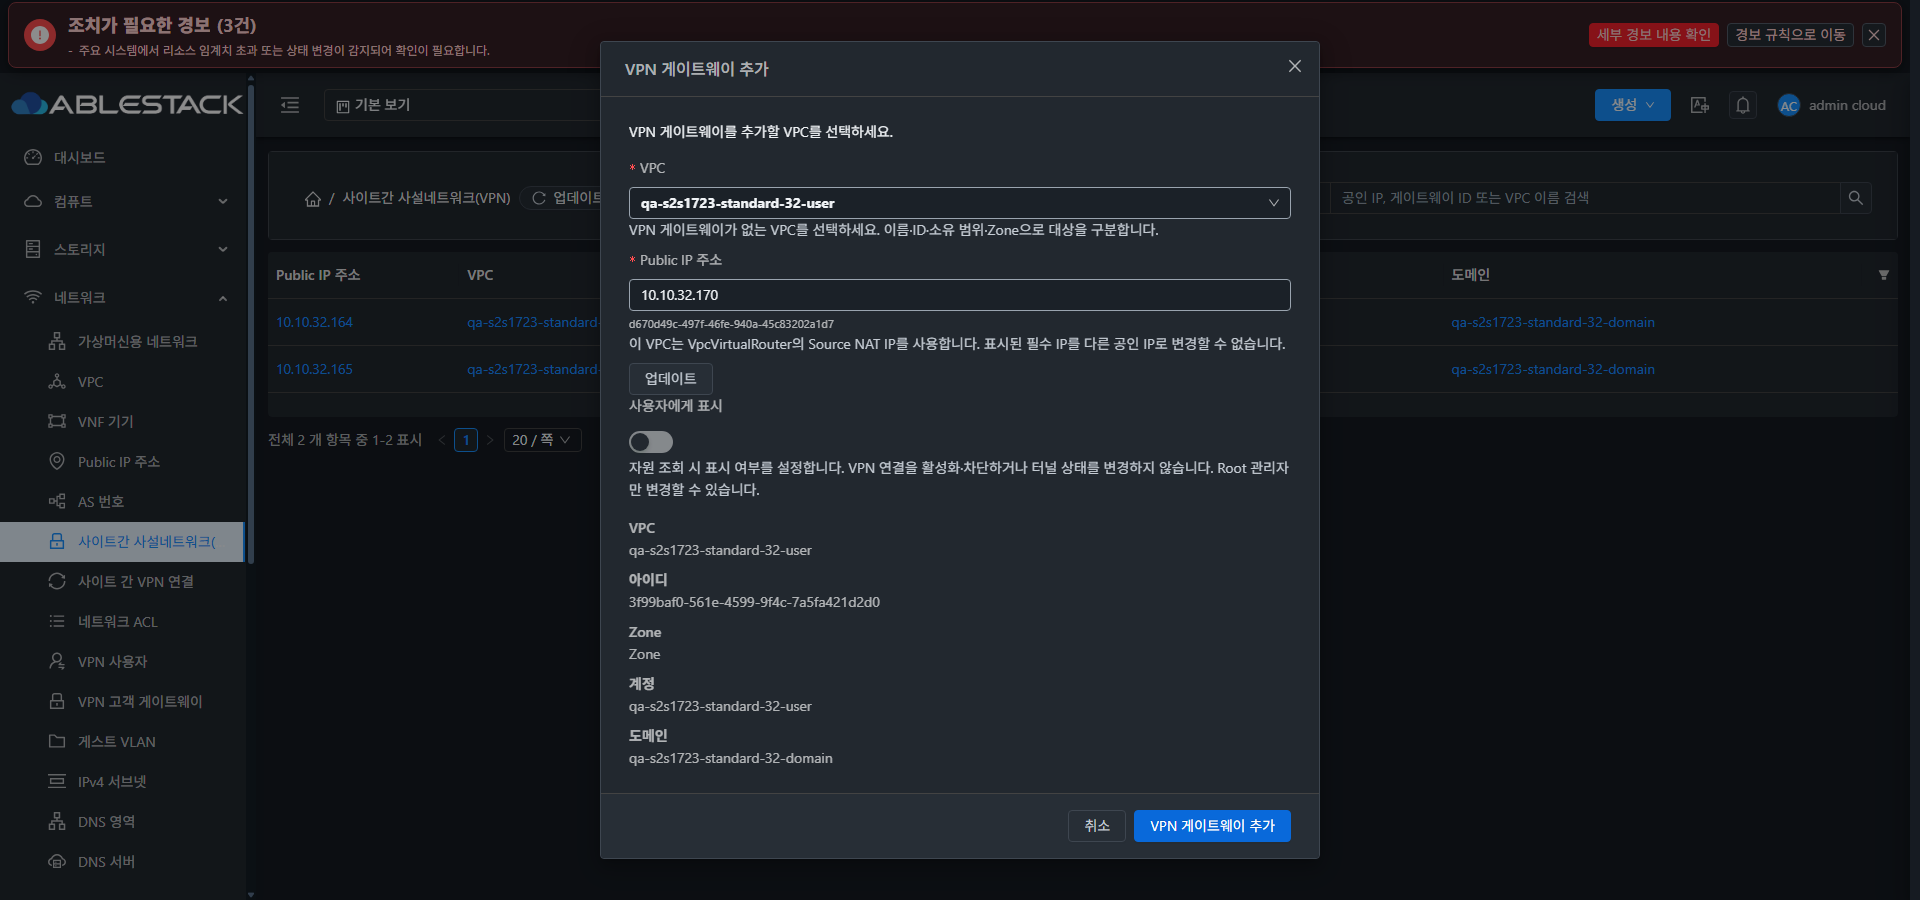 조치가 필요한 경보 (3건)
- 주요 시스템에서 리소스 임계치 초과 또는 상태 변경이 감지되어 확인이 필요합니다.
세부 경보 내용 확인
경보 규칙으로 이동
ABLESTACK
기본 보기
생성
AC
admin cloud
대시보드
컴퓨트
스토리지
네트워크
가상머신용 네트워크
VPC
VNF 기기
Public IP 주소
AS 번호
사이트간 사설네트워크(
사이트 간 VPN 연결
네트워크 ACL
VPN 사용자
VPN 고객 게이트웨이
게스트 VLAN
IPv4 서브넷
DNS 영역
DNS 서버
/ 사이트간 사설네트워크(VPN)
업데이트
공인 IP, 게이트웨이 ID 또는 VPC 이름 검색
Public IP 주소 VPC 도메인
10.10.32.164 qa-s2s1723-standard- qa-s2s1723-standard-32-domain
10.10.32.165 qa-s2s1723-standard- qa-s2s1723-standard-32-domain
전체 2 개 항목 중 1-2 표시 < 1 > 20 / 쪽
VPN 게이트웨이 추가
VPN 게이트웨이를 추가할 VPC를 선택하세요.
* VPC
qa-s2s1723-standard-32-user
VPN 게이트웨이가 없는 VPC를 선택하세요. 이름·ID·소유 범위·Zone으로 대상을 구분합니다.
* Public IP 주소
10.10.32.170
d670d49c-497f-46fe-940a-45c83202a1d7
이 VPC는 VpcVirtualRouter의 Source NAT IP를 사용합니다. 표시된 필수 IP를 다른 공인 IP로 변경할 수 없습니다.
업데이트
사용자에게 표시
자원 조회 시 표시 여부를 설정합니다. VPN 연결을 활성화·차단하거나 터널 상태를 변경하지 않습니다. Root 관리자
만 변경할 수 있습니다.
VPC
qa-s2s1723-standard-32-user
아이디
3f99baf0-561e-4599-9f4c-7a5fa421d2d0
Zone
Zone
계정
qa-s2s1723-standard-32-user
도메인
qa-s2s1723-standard-32-domain
취소
VPN 게이트웨이 추가